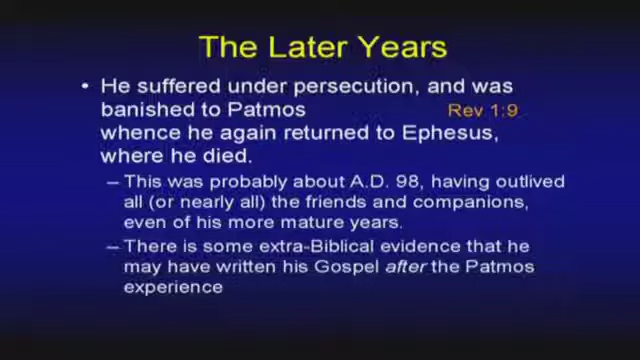 The Later Years
• He suffered under persecution, and was
banished to Patmos Rev 1:9
whence he again returned to Ephesus,
where he died.
– This was probably about A.D. 98, having outlived
all (or nearly all) the friends and companions,
even of his more mature years.
– There is some extra-Biblical evidence that he
may have written his Gospel after the Patmos
experience